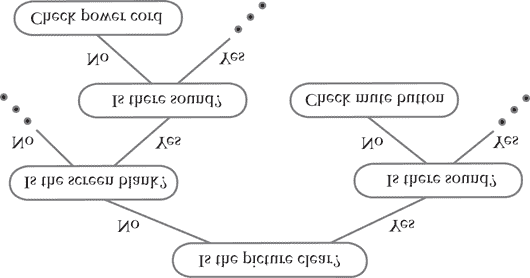 Is the picture clear?
No Yes
Is the screen blank? Is there sound?
No Yes No Yes
Is there sound? Check mute button
No Yes
Check power cord